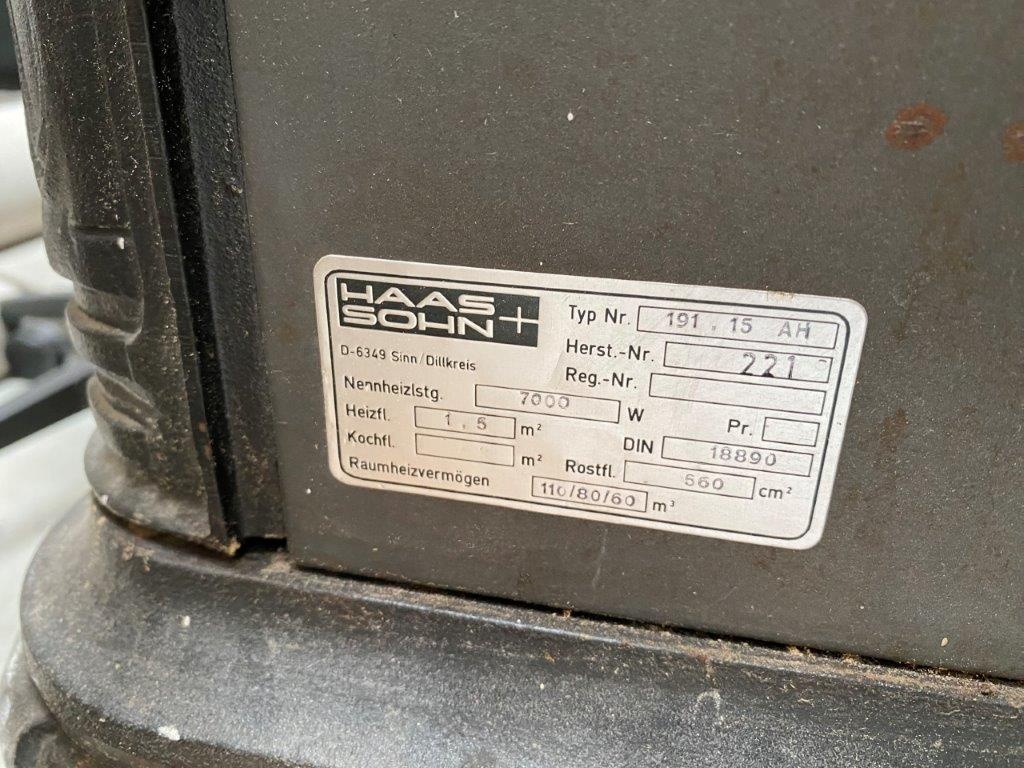 HAAS
SOHN +
D-6349 Sinn/Dillkreis
Typ Nr. 191.15 AH
Herst.-Nr. 221
Reg.-Nr.
Nennheizlstg. 7000 W
Pr.
Heizfl. 1,5 m²
DIN 18890
Kochfl. m²
Rostfl. 560 cm²
Raumheizvermögen 110/80/60 m³